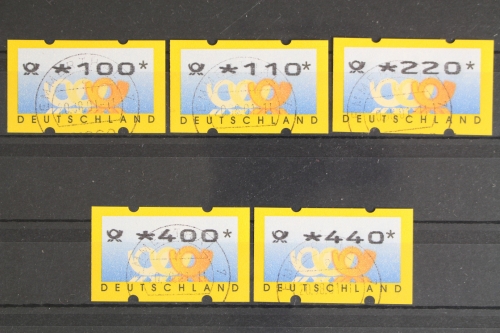 *100*
DEUTSCHLAND
*110*
DEUTSCHLAND
*220*
DEUTSCHLAND
*400*
DEUTSCHLAND
*440*
DEUTSCHLAND